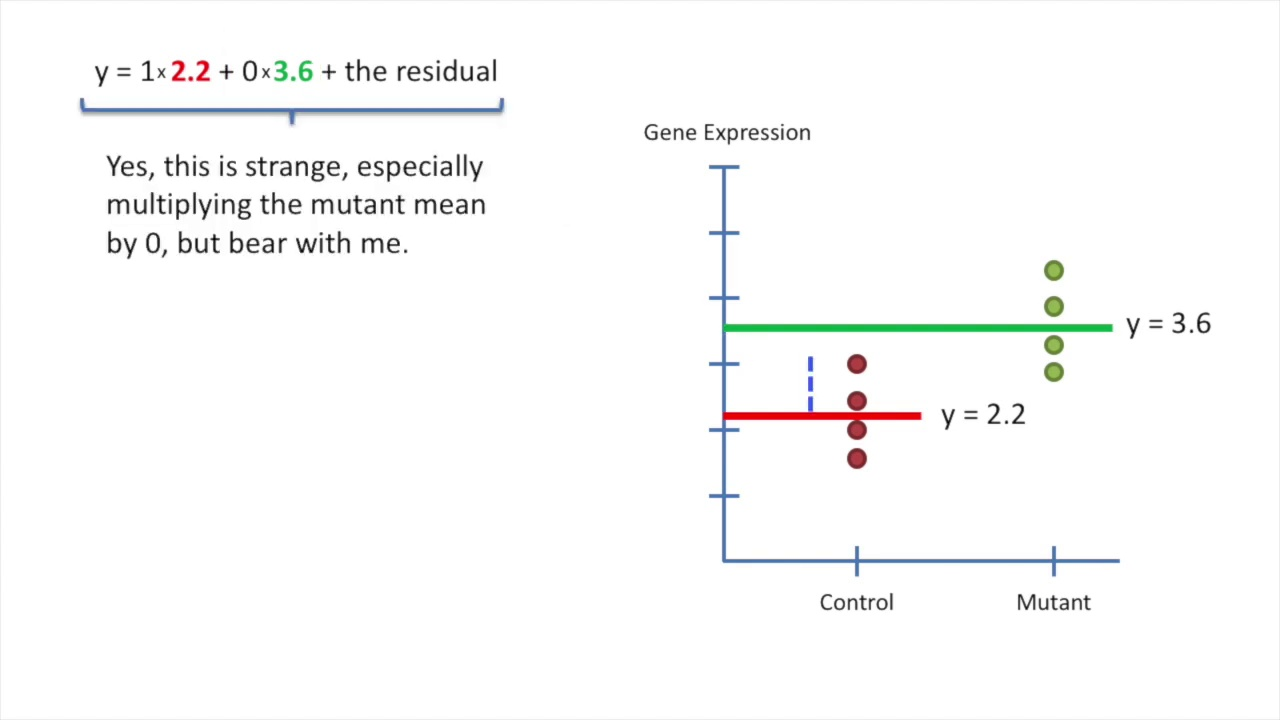 y = 1×2.2 + 0×3.6 + the residual
Yes, this is strange, especially
multiplying the mutant mean
by 0, but bear with me.
Gene Expression
y = 3.6
y = 2.2
Control
Mutant